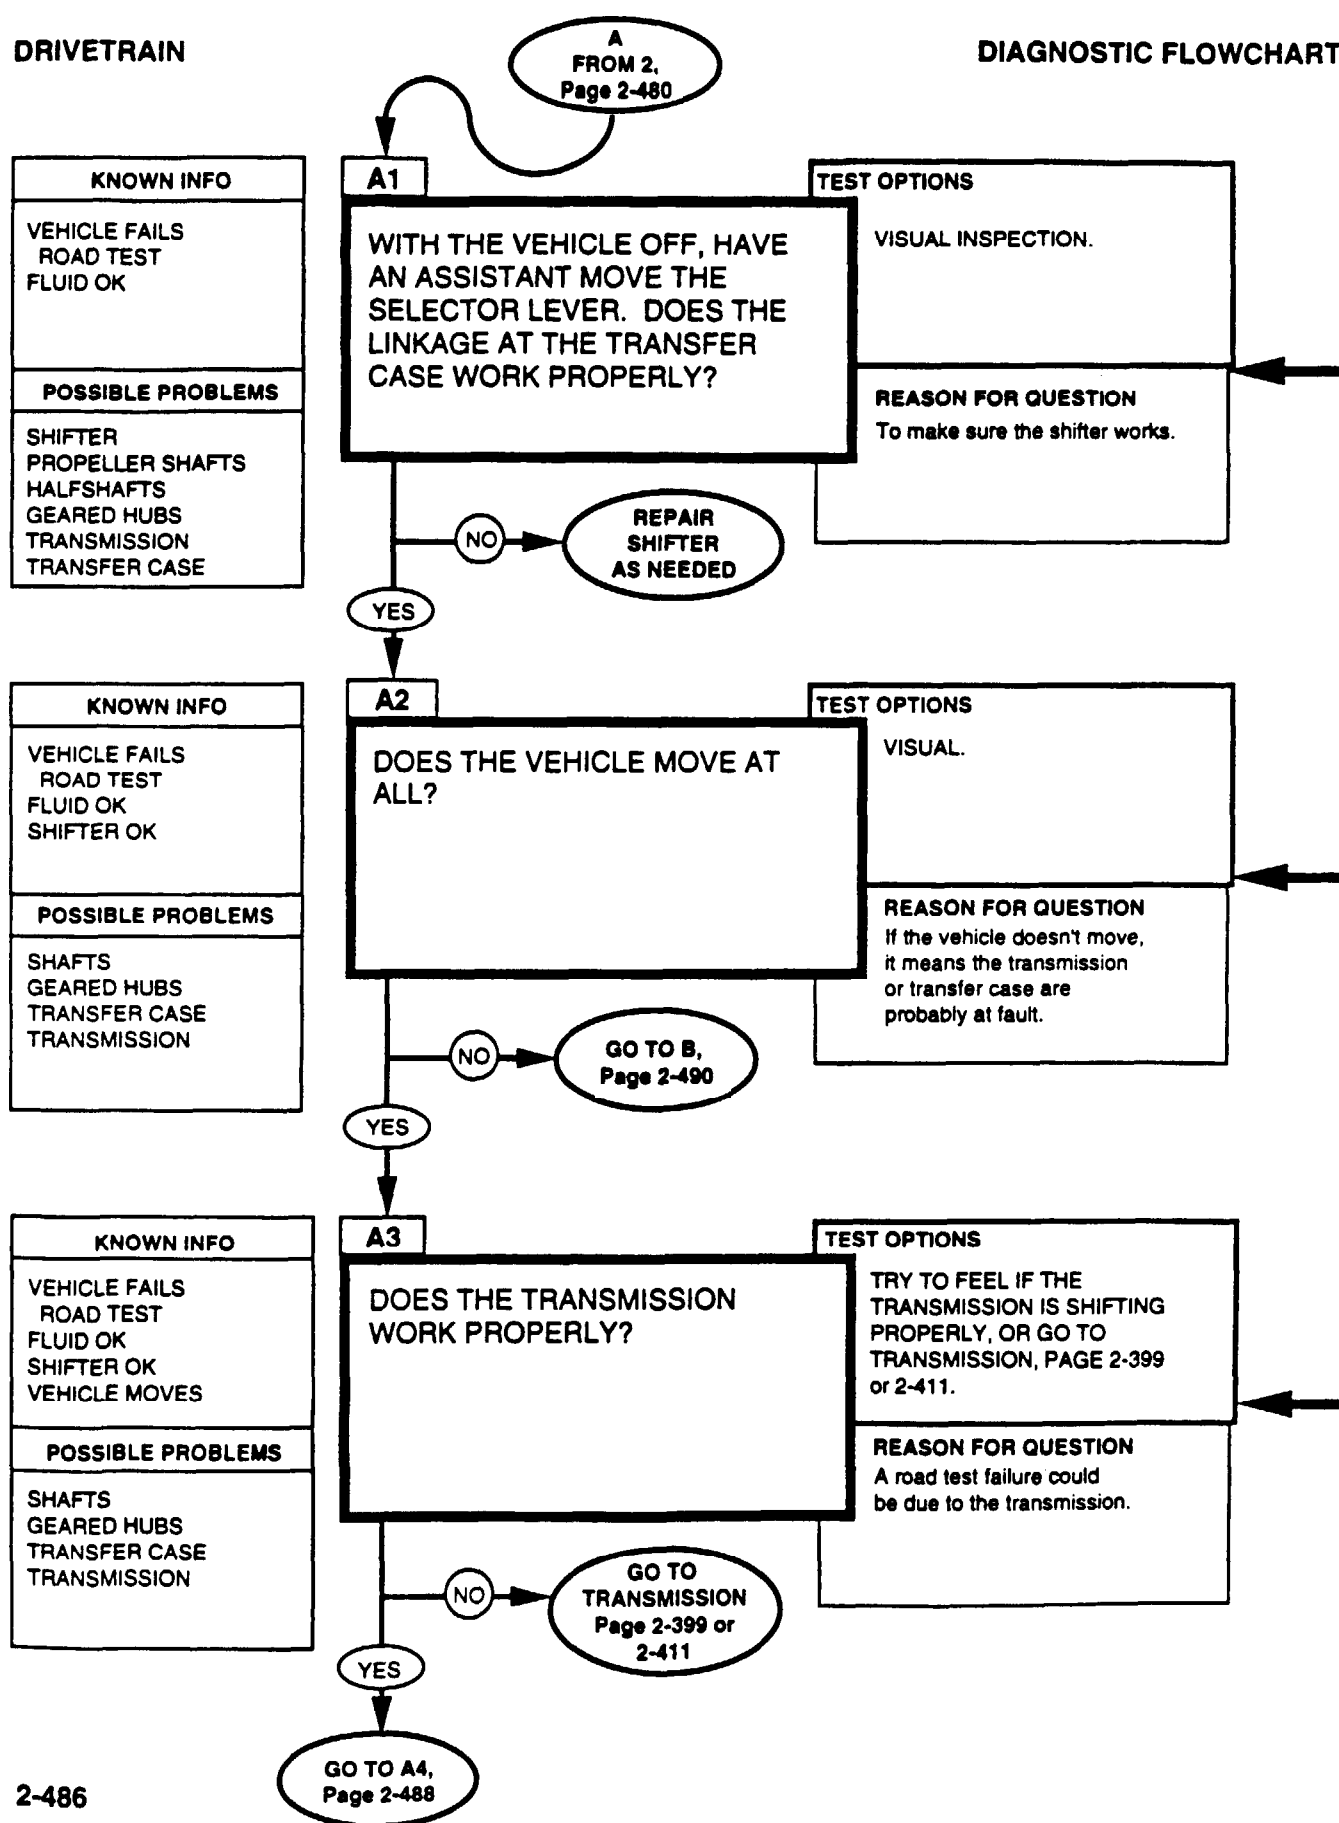 DRIVETRAIN
DIAGNOSTIC FLOWCHART
A
FROM 2,
Page 2-480
KNOWN INFO
VEHICLE FAILS
ROAD TEST
FLUID OK
POSSIBLE PROBLEMS
SHIFTER
PROPELLER SHAFTS
HALFSHAFTS
GEARED HUBS
TRANSMISSION
TRANSFER CASE
A1
WITH THE VEHICLE OFF, HAVE
AN ASSISTANT MOVE THE
SELECTOR LEVER. DOES THE
LINKAGE AT THE TRANSFER
CASE WORK PROPERLY?
TEST OPTIONS
VISUAL INSPECTION.
REASON FOR QUESTION
To make sure the shifter works.
NO
REPAIR
SHIFTER
AS NEEDED
YES
KNOWN INFO
VEHICLE FAILS
ROAD TEST
FLUID OK
SHIFTER OK
POSSIBLE PROBLEMS
SHAFTS
GEARED HUBS
TRANSFER CASE
TRANSMISSION
A2
DOES THE VEHICLE MOVE AT
ALL?
TEST OPTIONS
VISUAL.
REASON FOR QUESTION
If the vehicle doesn't move,
it means the transmission
or transfer case are
probably at fault.
NO
GO TO B,
Page 2-490
YES
KNOWN INFO
VEHICLE FAILS
ROAD TEST
FLUID OK
SHIFTER OK
VEHICLE MOVES
POSSIBLE PROBLEMS
SHAFTS
GEARED HUBS
TRANSFER CASE
TRANSMISSION
A3
DOES THE TRANSMISSION
WORK PROPERLY?
TEST OPTIONS
TRY TO FEEL IF THE
TRANSMISSION IS SHIFTING
PROPERLY, OR GO TO
TRANSMISSION, PAGE 2-399
or 2-411.
REASON FOR QUESTION
A road test failure could
be due to the transmission.
NO
GO TO
TRANSMISSION
Page 2-399 or
2-411
YES
GO TO A4,
Page 2-488
2-486